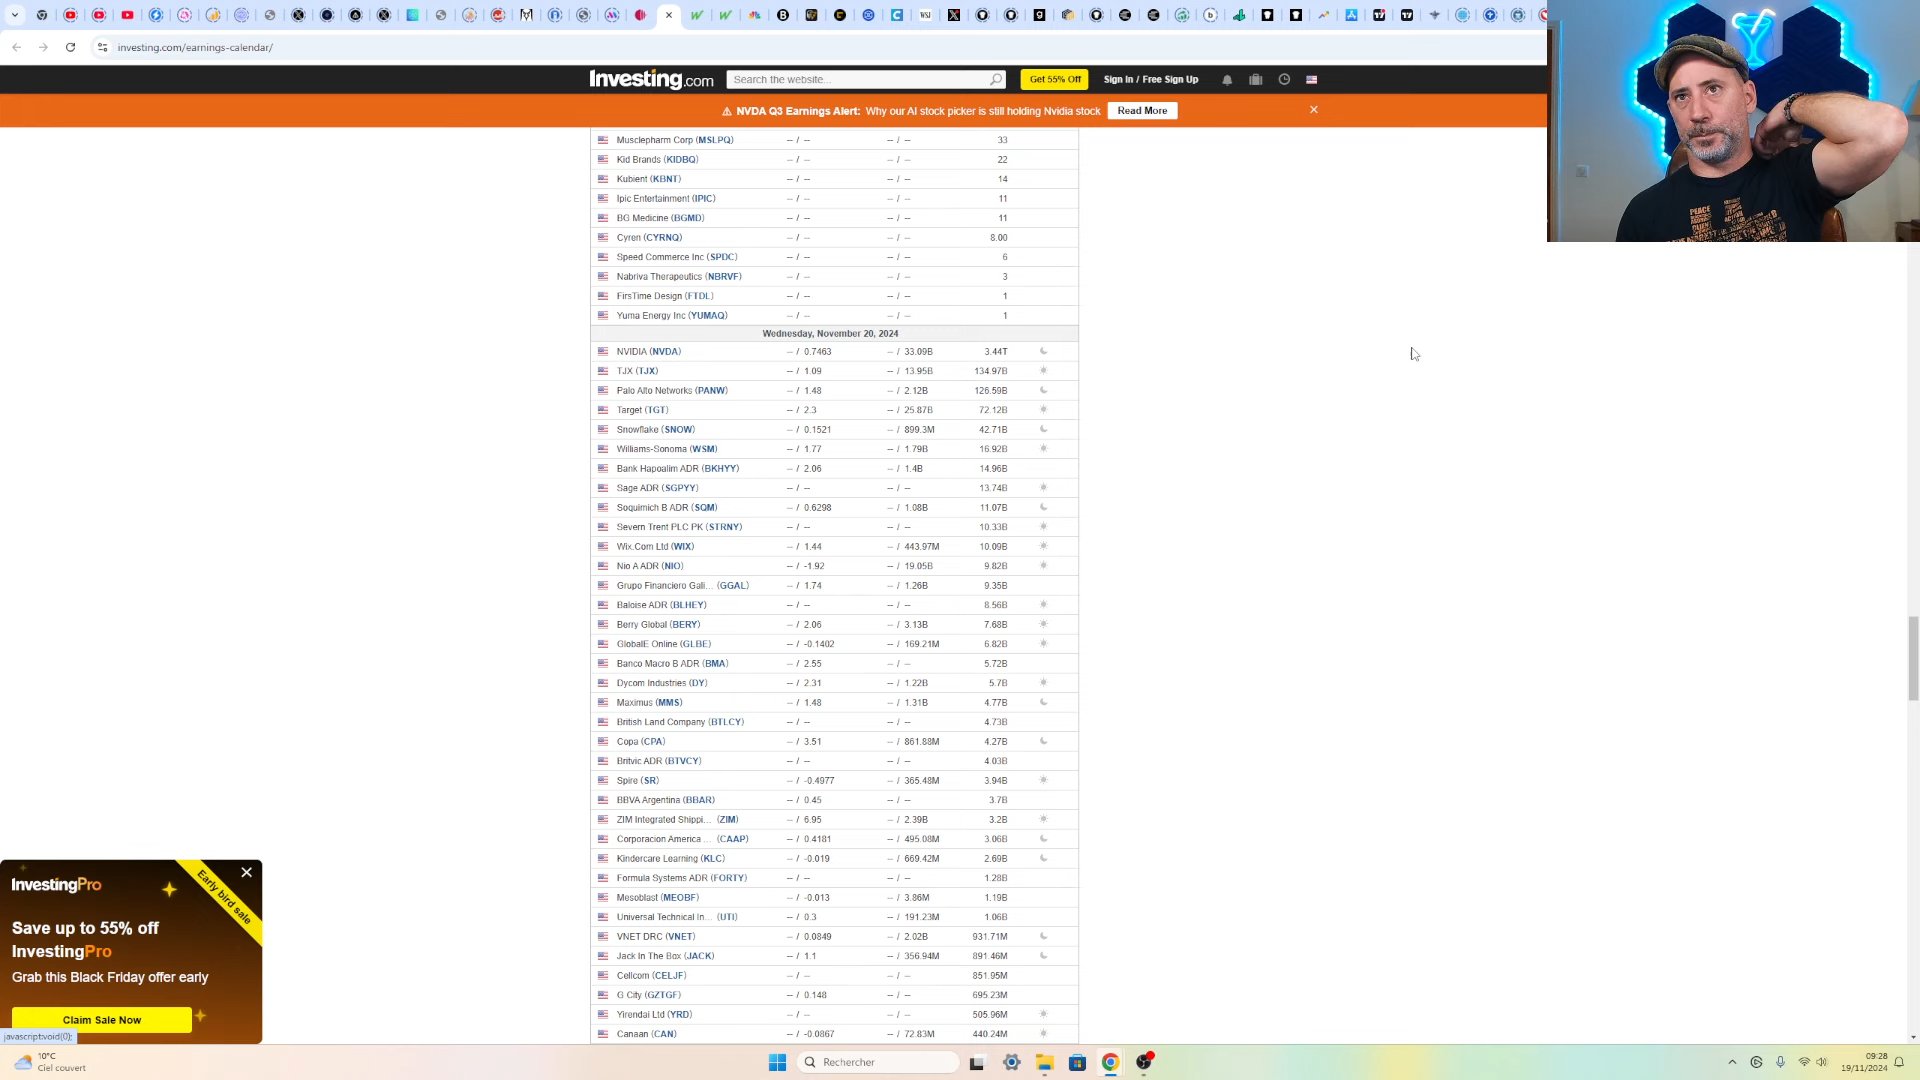 investing.com/earnings-calendar/
Investing.com
Search the website...
Get 55% Off
Sign In / Free Sign Up
NVDA Q3 Earnings Alert: Why our AI stock picker is still holding Nvidia stock
Read More
Musclepharm Corp (MSLPQ) -- / -- -- / -- 33
Kid Brands (KIDBQ) -- / -- -- / -- 22
Kubient (KBNT) -- / -- -- / -- 14
Ipic Entertainment (IPIC) -- / -- -- / -- 11
BG Medicine (BGMD) -- / -- -- / -- 11
Cyren (CYRNQ) -- / -- -- / -- 8.00
Speed Commerce Inc (SPDC) -- / -- -- / -- 6
Nabriva Therapeutics (NBRVF) -- / -- -- / -- 3
FirsTime Design (FTDL) -- / -- -- / -- 1
Yuma Energy Inc (YUMAQ) -- / -- -- / -- 1
Wednesday, November 20, 2024
NVIDIA (NVDA) -- / 0.7463 -- / 33.09B 3.44T
TJX (TJX) -- / 1.09 -- / 13.95B 134.97B
Palo Alto Networks (PANW) -- / 1.48 -- / 2.12B 126.59B
Target (TGT) -- / 2.3 -- / 25.87B 72.12B
Snowflake (SNOW) -- / 0.1521 -- / 899.3M 42.71B
Williams-Sonoma (WSM) -- / 1.77 -- / 1.79B 16.92B
Bank Hapoalim ADR (BKHYY) -- / 2.06 -- / 1.4B 14.96B
Sage ADR (SGPYY) -- / -- -- / -- 13.74B
Soquimich B ADR (SQM) -- / 0.6298 -- / 1.08B 11.07B
Severn Trent PLC PK (STRNY) -- / -- -- / -- 10.33B
Wix.Com Ltd (WIX) -- / 1.44 -- / 443.97M 10.09B
Nio A ADR (NIO) -- / -1.92 -- / 19.05B 9.82B
Grupo Financiero Gali... (GGAL) -- / 1.74 -- / 1.26B 9.35B
Baloise ADR (BLHEY) -- / -- -- / -- 8.56B
Berry Global (BERY) -- / 2.06 -- / 3.13B 7.68B
GlobalE Online (GLBE) -- / -0.1402 -- / 169.21M 6.82B
Banco Macro B ADR (BMA) -- / 2.55 -- / -- 5.72B
Dycom Industries (DY) -- / 2.31 -- / 1.22B 5.7B
Maximus (MMS) -- / 1.48 -- / 1.31B 4.77B
British Land Company (BTLCY) -- / -- -- / -- 4.73B
Copa (CPA) -- / 3.51 -- / 861.88M 4.27B
Britvic ADR (BTVCY) -- / -- -- / -- 4.03B
Spire (SR) -- / -0.4977 -- / 365.48M 3.94B
BBVA Argentina (BBAR) -- / 0.45 -- / -- 3.7B
ZIM Integrated Shippi... (ZIM) -- / 6.95 -- / 2.39B 3.2B
Corporacion America ... (CAAP) -- / 0.4181 -- / 495.08M 3.06B
Kindercare Learning (KLC) -- / -0.019 -- / 669.42M 2.69B
Formula Systems ADR (FORTY) -- / -- -- / -- 1.28B
Mesoblast (MEOBF) -- / -0.013 -- / 3.86M 1.19B
Universal Technical In... (UTI) -- / 0.3 -- / 191.23M 1.06B
VNET DRC (VNET) -- / 0.0849 -- / 2.02B 931.71M
Jack In The Box (JACK) -- / 1.1 -- / 356.94M 891.46M
Cellcom (CELJF) -- / -- -- / -- 851.95M
G City (GZTGF) -- / 0.148 -- / -- 695.23M
Yirendai Ltd (YRD) -- / -- -- / -- 505.96M
Canaan (CAN) -- / -0.0867 -- / 72.83M 440.24M
InvestingPro
Early bird sale
Save up to 55% off
InvestingPro
Grab this Black Friday offer early
Claim Sale Now
javascript:void(0);
10°C
Ciel couvert
Rechercher
09:28
19/11/2024